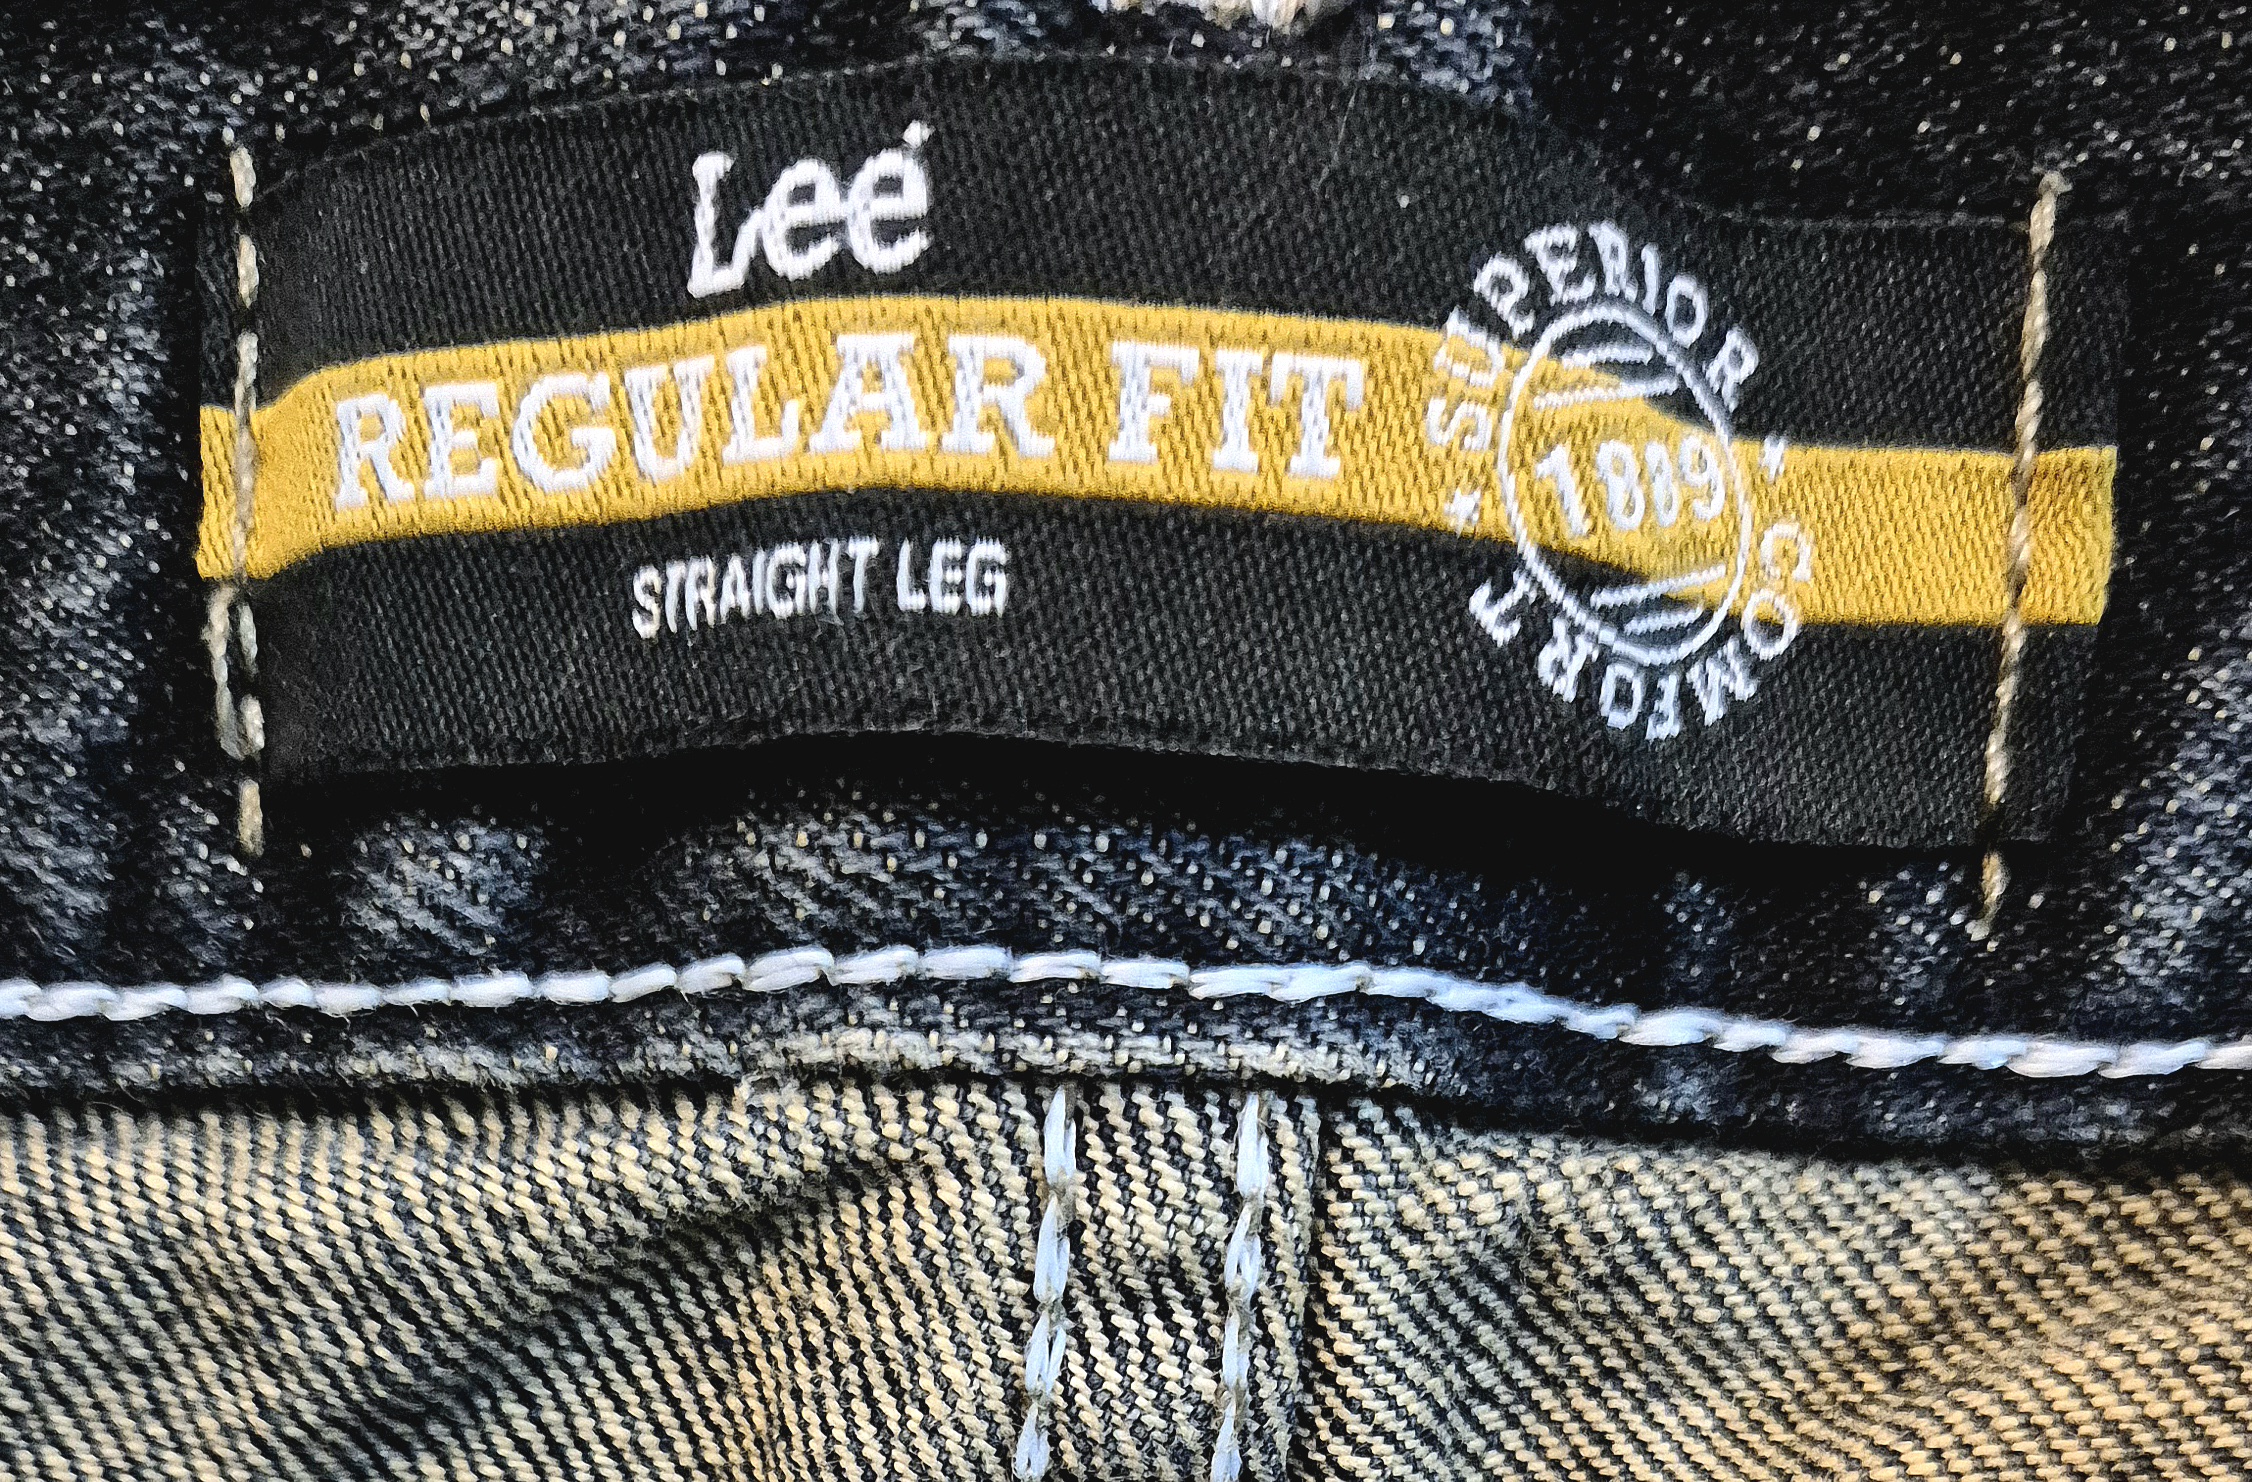 Lee
REGULAR FIT
STRAIGHT LEG
SUPERIOR
1889
COMFORT